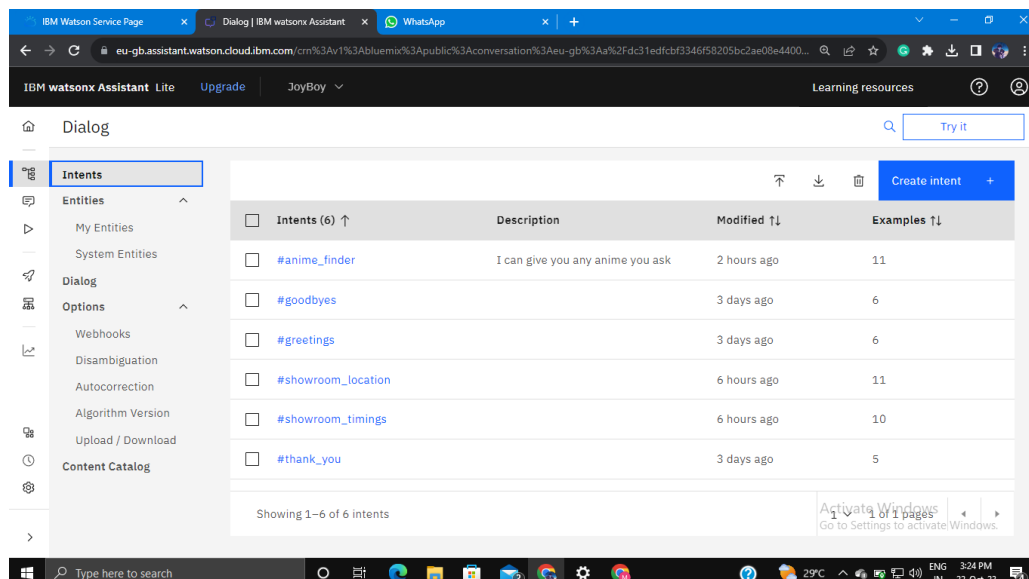 IBM Watson Service Page
Dialog | IBM watsonx Assistant
WhatsApp
eu-gb.assistant.watson.cloud.ibm.com/crn%3Av1%3Abluemix%3Apublic%3Aconversation%3Aeu-gb%3Aa%2Fdc31edfcbf3346f58205bc2ae08e4400...
IBM watsonx Assistant Lite Upgrade JoyBoy Learning resources
Dialog Try it
Intents
Entities
My Entities
System Entities
Dialog
Options
Webhooks
Disambiguation
Autocorrection
Algorithm Version
Upload / Download
Content Catalog
Create intent +
Intents (6) ↑ Description Modified ↑↓ Examples ↑↓
#anime_finder I can give you any anime you ask 2 hours ago 11
#goodbyes 3 days ago 6
#greetings 3 days ago 6
#showroom_location 6 hours ago 11
#showroom_timings 6 hours ago 10
#thank_you 3 days ago 5
Showing 1–6 of 6 intents 1 1 of 1 pages
Activate Windows
Go to Settings to activate Windows.
Type here to search 29°C ENG 3:24 PM